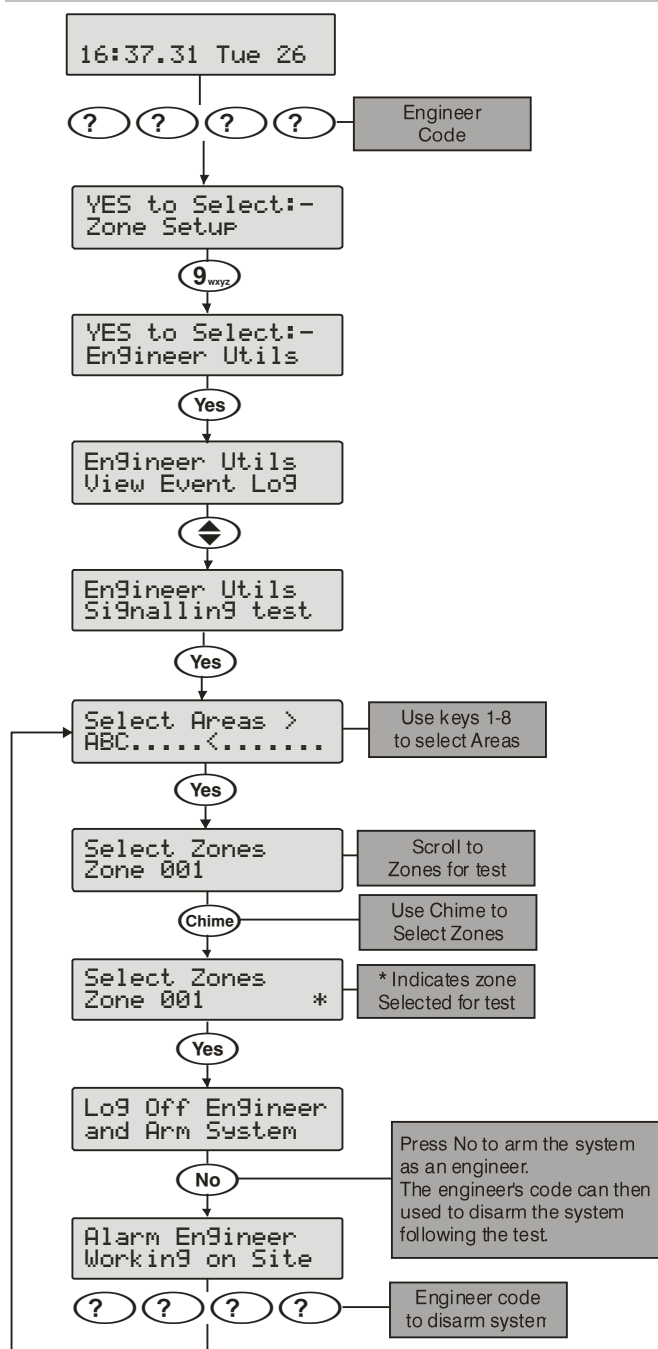 16:37.31 Tue 26
? ? ? ?
Engineer
Code
YES to Select:-
Zone Setup
9wxyz
YES to Select:-
Engineer Utils
Yes
Engineer Utils
View Event Log
Engineer Utils
Signalling test
Yes
Select Areas >
ABC.....<.......
Use keys 1-8
to select Areas
Yes
Select Zones
Zone 001
Scroll to
Zones for test
Chime
Use Chime to
Select Zones
Select Zones
Zone 001 *
* Indicates zone
Selected for test
Yes
Log Off Engineer
and Arm System
No
Press No to arm the system
as an engineer.
The engineer's code can then
used to disarm the system
following the test.
Alarm Engineer
Working on Site
? ? ? ?
Engineer code
to disarm system